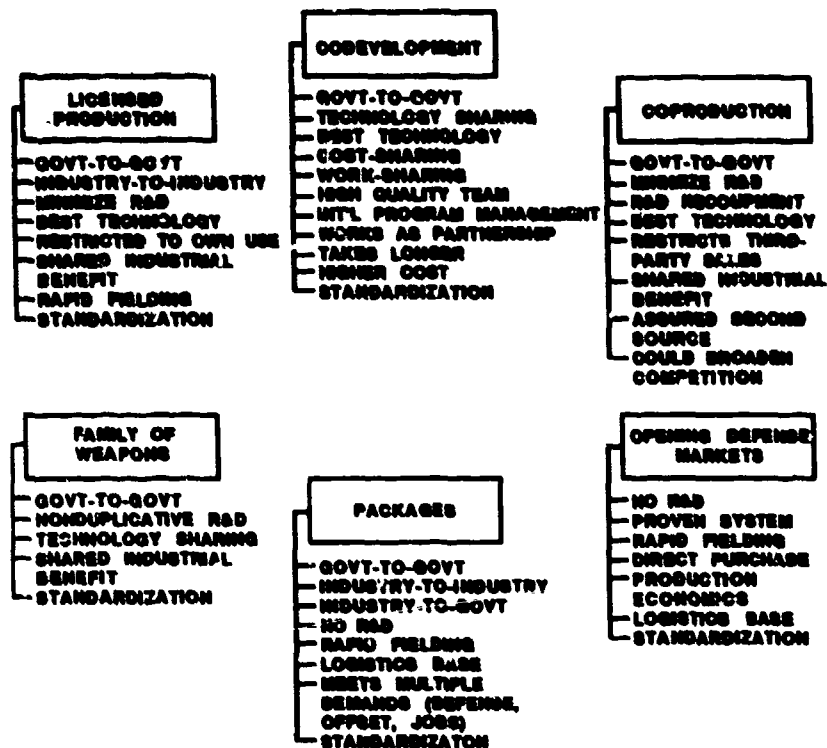 LICENSED
PRODUCTION
GOVT-TO-GOVT
INDUSTRY-TO-INDUSTRY
MINIMIZE R&D
BEST TECHNOLOGY
RESTRICTED TO OWN USE
SHARED INDUSTRIAL
BENEFIT
RAPID FIELDING
STANDARDIZATION
CODEVELOPMENT
GOVT-TO-GOVT
TECHNOLOGY SHARING
BEST TECHNOLOGY
COST-SHARING
WORK-SHARING
HIGH QUALITY TEAM
INT'L PROGRAM MANAGEMENT
WORKS AS PARTNERSHIP
TAKES LONGER
HIGHER COST
STANDARDIZATION
COPRODUCTION
GOVT-TO-GOVT
MINIMIZE R&D
R&D RECOUPMENT
BEST TECHNOLOGY
RESTRICTS THIRD-
PARTY SALES
SHARED INDUSTRIAL
BENEFIT
ASSURED SECOND
SOURCE
COULD BROADEN
COMPETITION
FAMILY OF
WEAPONS
GOVT-TO-GOVT
NONDUPLICATIVE R&D
TECHNOLOGY SHARING
SHARED INDUSTRIAL
BENEFIT
STANDARDIZATION
PACKAGES
GOVT-TO-GOVT
INDUSTRY-TO-INDUSTRY
INDUSTRY-TO-GOVT
NO R&D
RAPID FIELDING
LOGISTICS BASE
MEETS MULTIPLE
DEMANDS (DEFENSE,
OFFSET, JOBS)
STANDARDIZATON
OPENING DEFENSE
MARKETS
NO R&D
PROVEN SYSTEM
RAPID FIELDING
DIRECT PURCHASE
PRODUCTION
ECONOMICS
LOGISTICS BASE
STANDARDIZATION